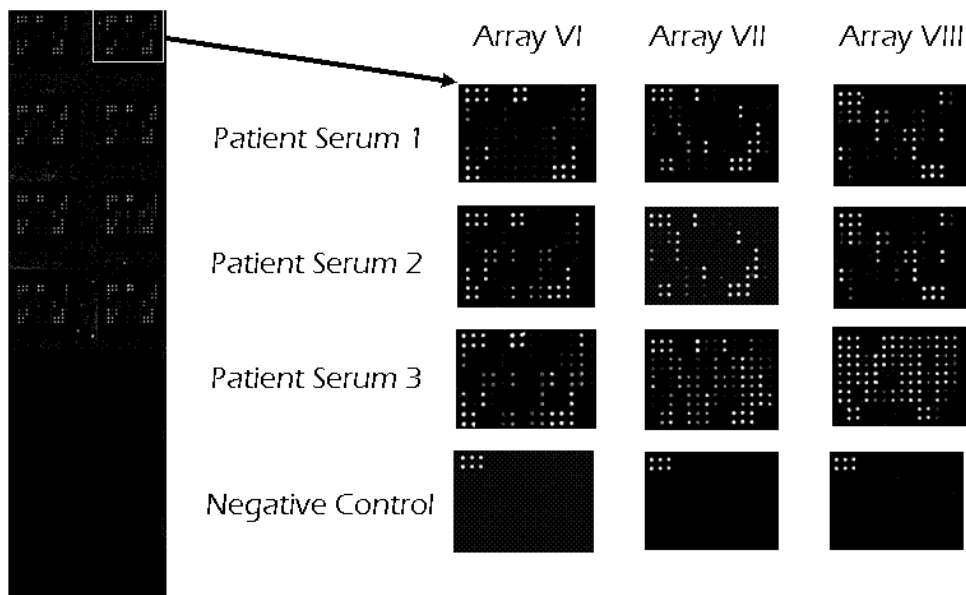 Array VI Array VII Array VIII
Patient Serum 1
Patient Serum 2
Patient Serum 3
Negative Control